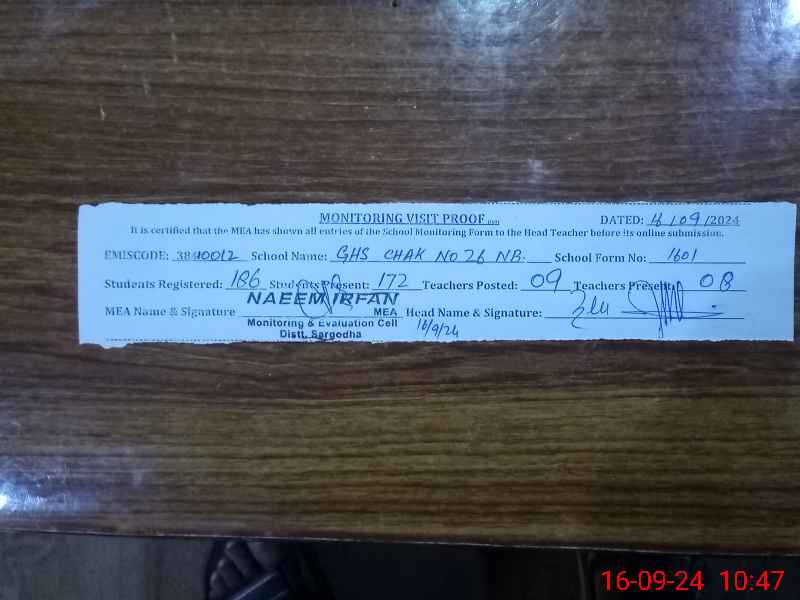 MONITORING VISIT PROOF DATED: 16/09/2024
It is certified that the MEA has shown all entries of the School Monitoring Form to the Head Teacher before its online submission.
EMISCODE: School Name: GHS CHAK NO 26 NB. School Form No: 1601
Students Registered: 186 Students Present: 172 Teachers Posted: 09 Teachers Present: 08
NAEEM IRFAN
MEA Name & Signature MEA Head Name & Signature:
Monitoring & Evaluation Cell 16/9/24
Distt. Sargodha
16-09-24 10:47